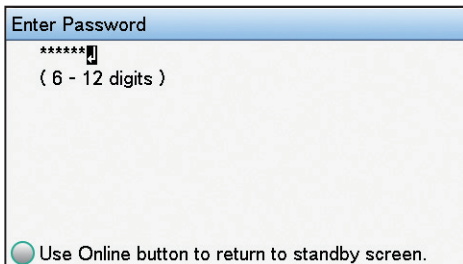 Enter Password
******↲
( 6 - 12 digits )
Use Online button to return to standby screen.